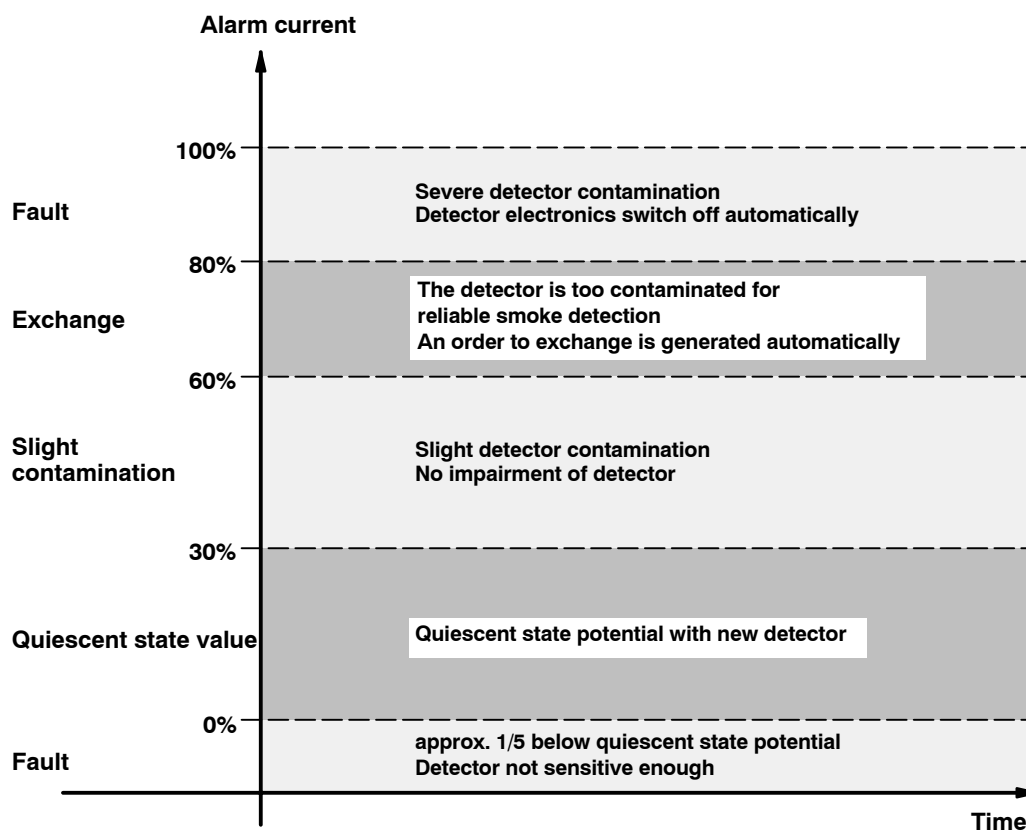 Alarm current
100%
Fault
Severe detector contamination
Detector electronics switch off automatically
80%
Exchange
The detector is too contaminated for
reliable smoke detection
An order to exchange is generated automatically
60%
Slight
contamination
Slight detector contamination
No impairment of detector
30%
Quiescent state value
Quiescent state potential with new detector
0%
Fault
approx. 1/5 below quiescent state potential
Detector not sensitive enough
Time